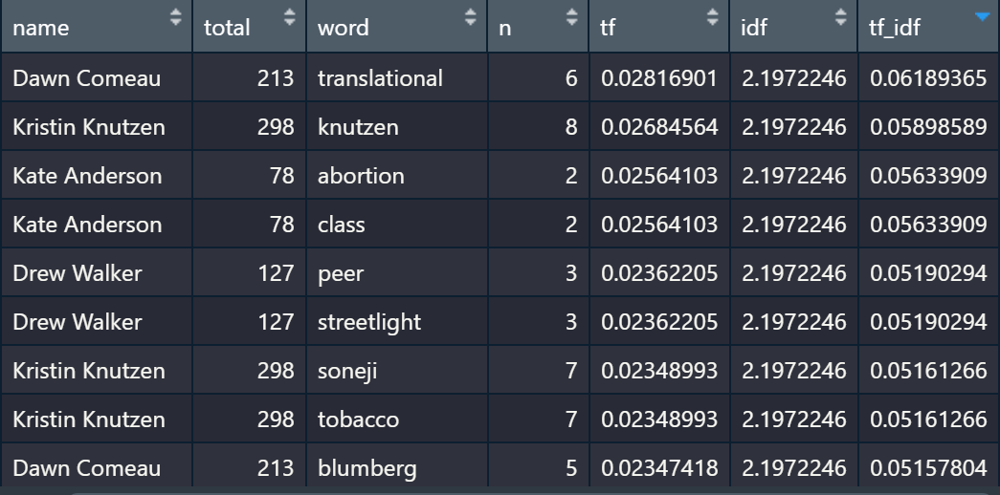 name total word n tf idf tf_idf
Dawn Comeau 213 translational 6 0.02816901 2.1972246 0.06189365
Kristin Knutzen 298 knutzen 8 0.02684564 2.1972246 0.05898589
Kate Anderson 78 abortion 2 0.02564103 2.1972246 0.05633909
Kate Anderson 78 class 2 0.02564103 2.1972246 0.05633909
Drew Walker 127 peer 3 0.02362205 2.1972246 0.05190294
Drew Walker 127 streetlight 3 0.02362205 2.1972246 0.05190294
Kristin Knutzen 298 soneji 7 0.02348993 2.1972246 0.05161266
Kristin Knutzen 298 tobacco 7 0.02348993 2.1972246 0.05161266
Dawn Comeau 213 blumberg 5 0.02347418 2.1972246 0.05157804